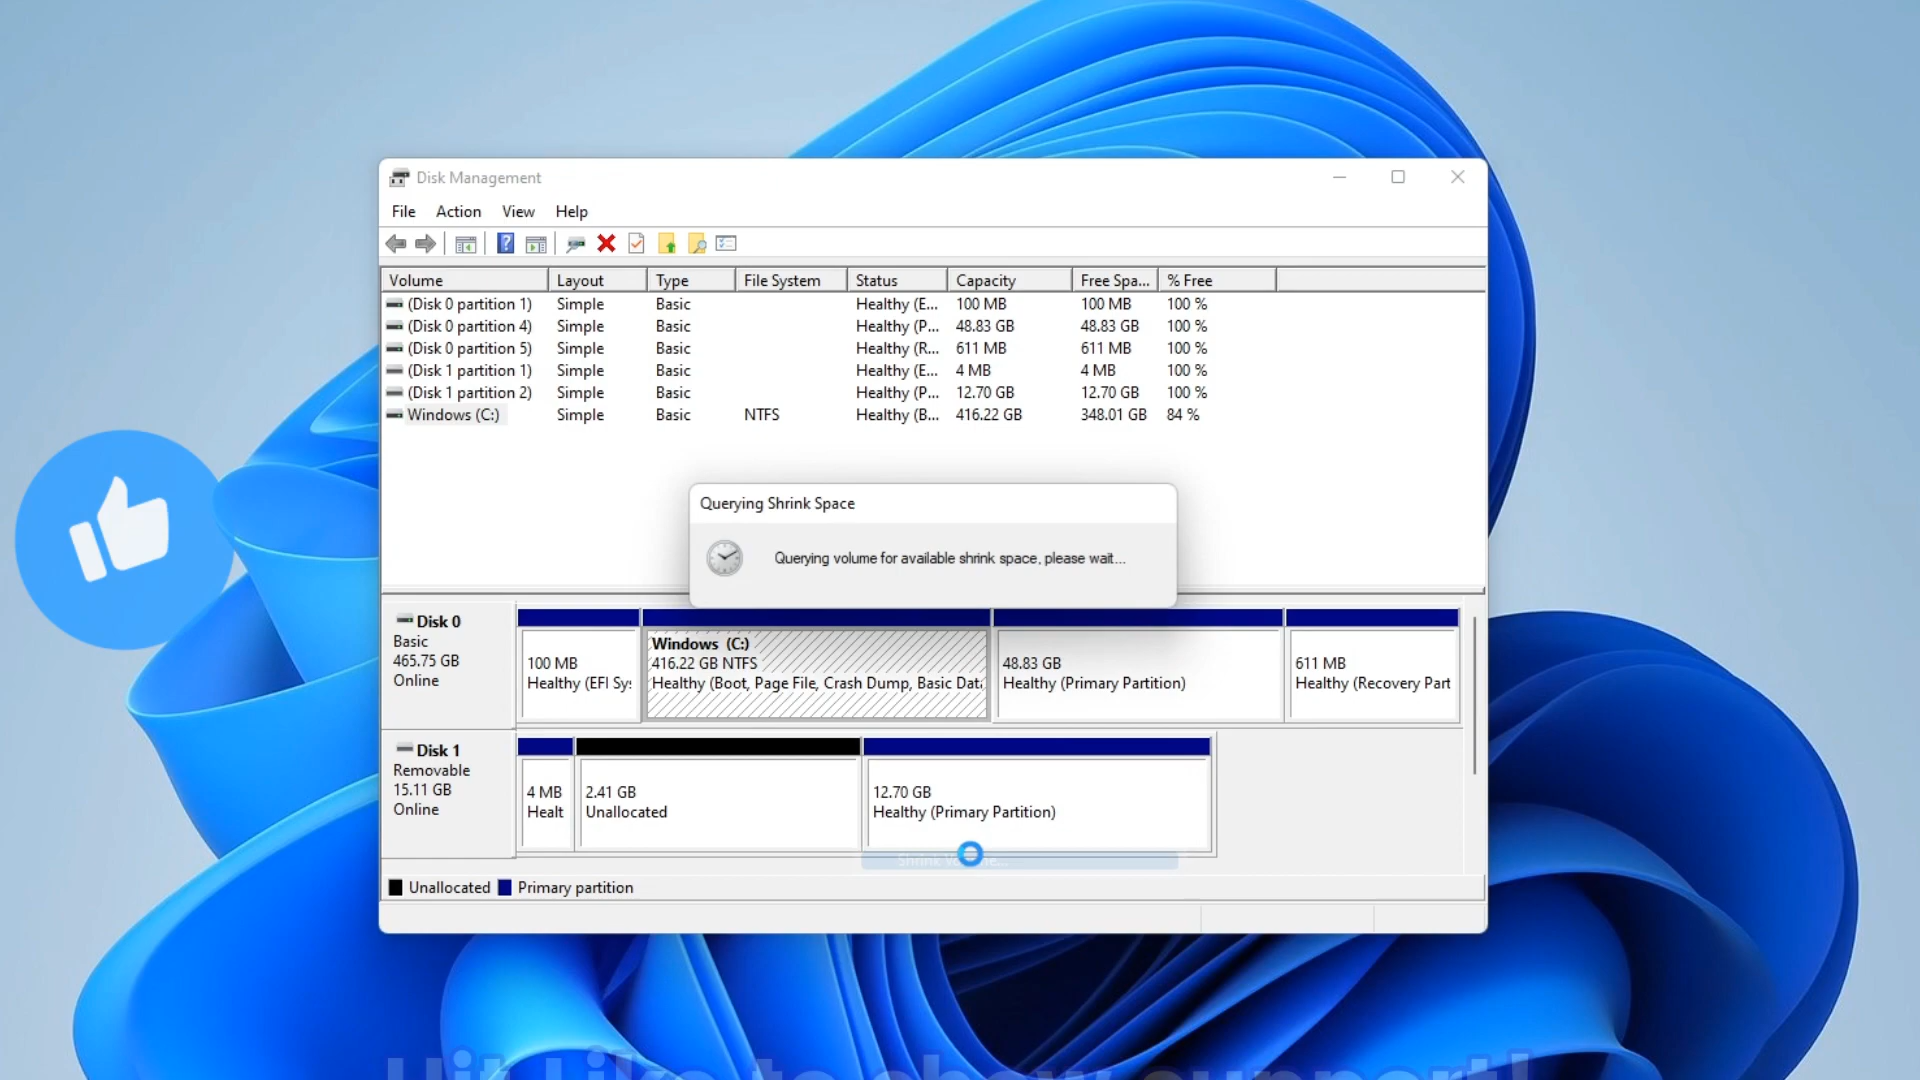 Disk Management
File Action View Help
Volume Layout Type File System Status Capacity Free Spa... % Free
(Disk 0 partition 1) Simple Basic Healthy (E... 100 MB 100 MB 100 %
(Disk 0 partition 4) Simple Basic Healthy (P... 48.83 GB 48.83 GB 100 %
(Disk 0 partition 5) Simple Basic Healthy (R... 611 MB 611 MB 100 %
(Disk 1 partition 1) Simple Basic Healthy (E... 4 MB 4 MB 100 %
(Disk 1 partition 2) Simple Basic Healthy (P... 12.70 GB 12.70 GB 100 %
Windows (C:) Simple Basic NTFS Healthy (B... 416.22 GB 348.01 GB 84 %
Querying Shrink Space
Querying volume for available shrink space, please wait...
Disk 0
Basic
465.75 GB
Online
100 MB
Healthy (EFI Sys
Windows (C:)
416.22 GB NTFS
Healthy (Boot, Page File, Crash Dump, Basic Data
48.83 GB
Healthy (Primary Partition)
611 MB
Healthy (Recovery Part
Disk 1
Removable
15.11 GB
Online
4 MB
Healt
2.41 GB
Unallocated
12.70 GB
Healthy (Primary Partition)
Shrink
Unallocated Primary partition
Hit Like to show support!